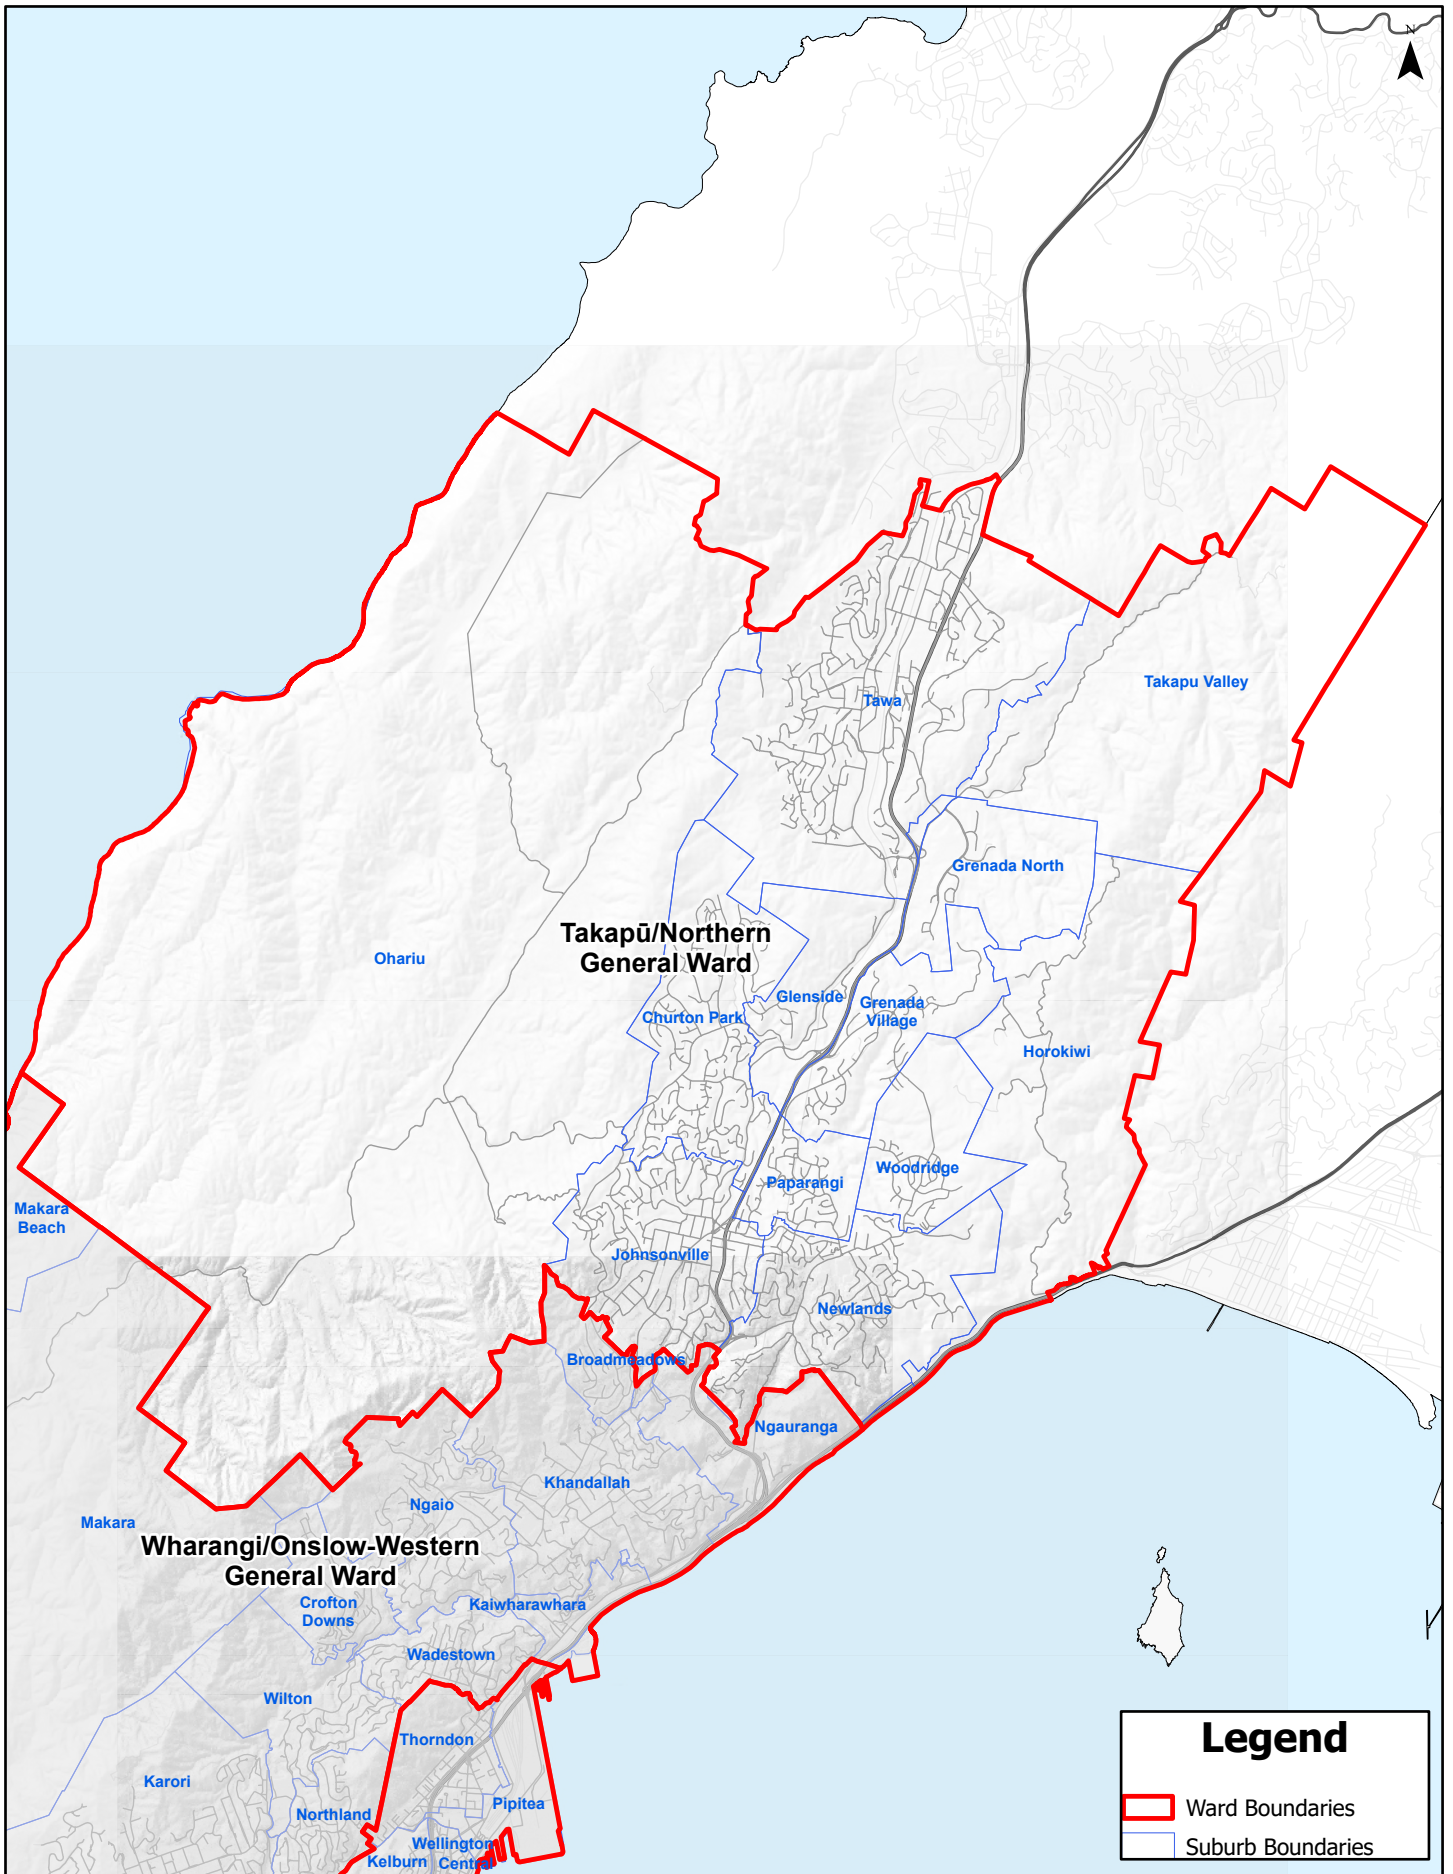 N
Takapu Valley
Tawa
Grenada North
Takapū/Northern
General Ward
Ohariu
Glenside
Grenada
Village
Churton Park
Horokiwi
Woodridge
Paparangi
Makara
Beach
Johnsonville
Newlands
Broadmeadows
Ngauranga
Khandallah
Ngaio
Makara
Wharangi/Onslow-Western
General Ward
Crofton
Downs
Kaiwharawhara
Wadestown
Wilton
Thorndon
Karori
Northland
Pipitea
Wellington
Central
Kelburn
Legend
Ward Boundaries
Suburb Boundaries